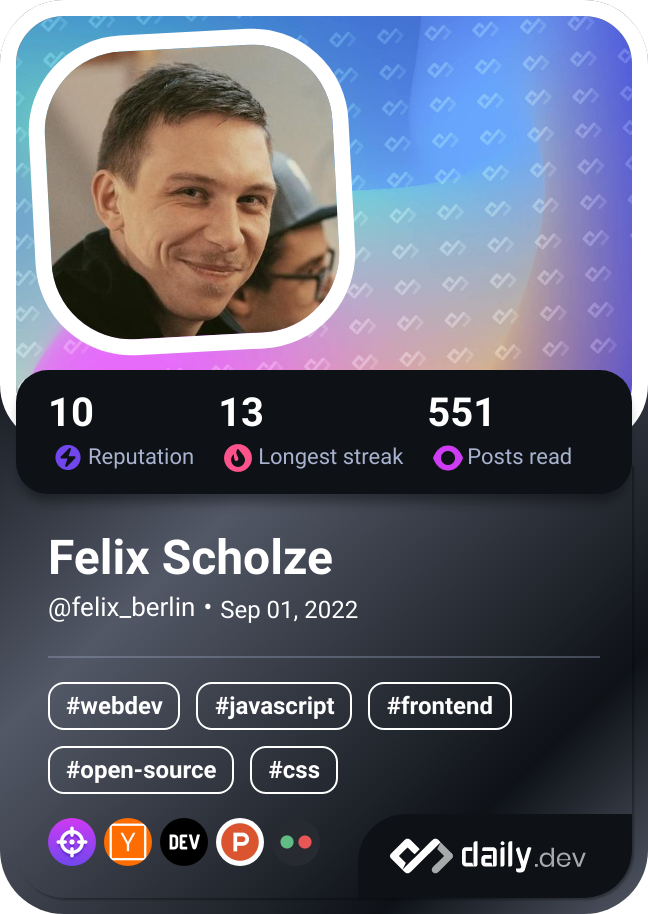 10 13 551
Reputation Longest streak Posts read
Felix Scholze
@felix_berlin • Sep 01, 2022
#webdev #javascript #frontend
#open-source #css
Y DEV P daily.dev